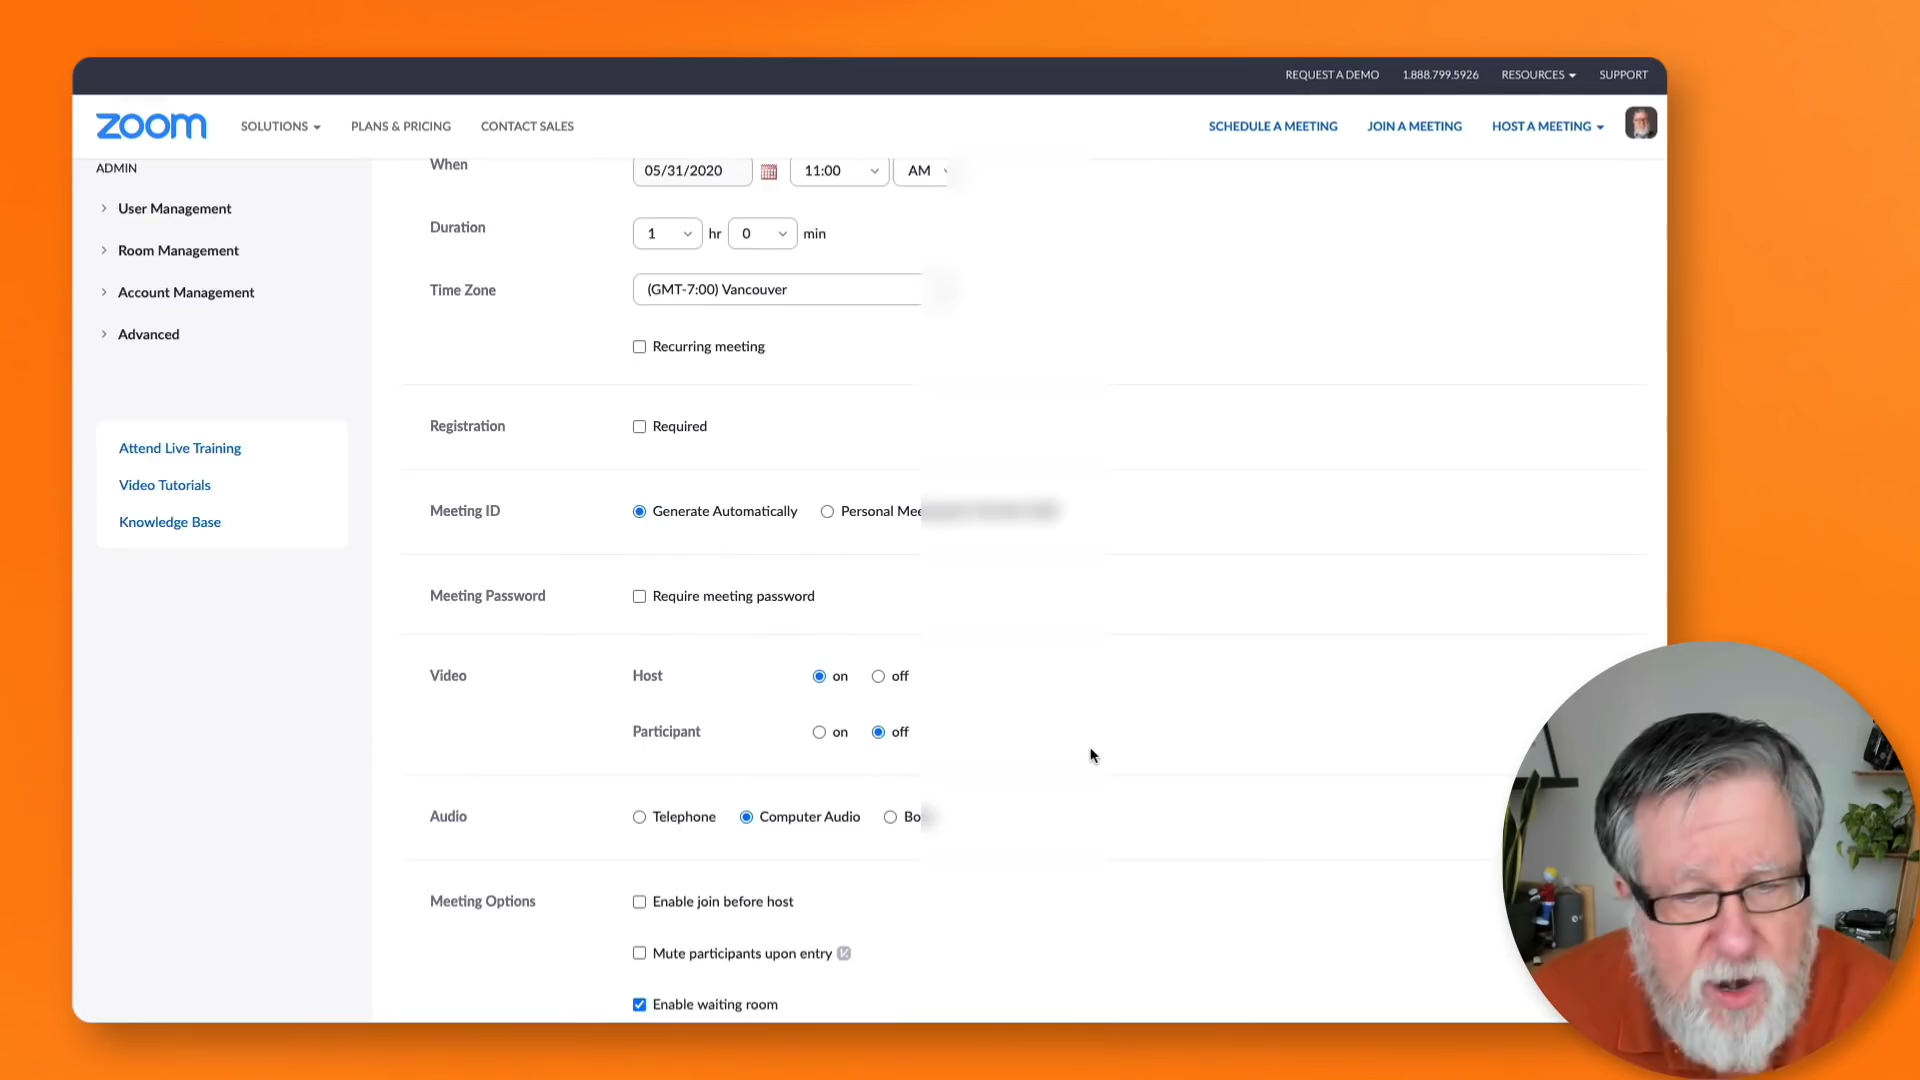 REQUEST A DEMO 1.888.799.5926 RESOURCES SUPPORT
zoom SOLUTIONS PLANS & PRICING CONTACT SALES SCHEDULE A MEETING JOIN A MEETING HOST A MEETING
ADMIN
User Management
Room Management
Account Management
Advanced
Attend Live Training
Video Tutorials
Knowledge Base
When 05/31/2020 11:00 AM
Duration 1 hr 0 min
Time Zone (GMT-7:00) Vancouver
Recurring meeting
Registration Required
Meeting ID Generate Automatically Personal Mee
Meeting Password Require meeting password
Video Host on off
Participant on off
Audio Telephone Computer Audio Bo
Meeting Options Enable join before host
Mute participants upon entry
Enable waiting room